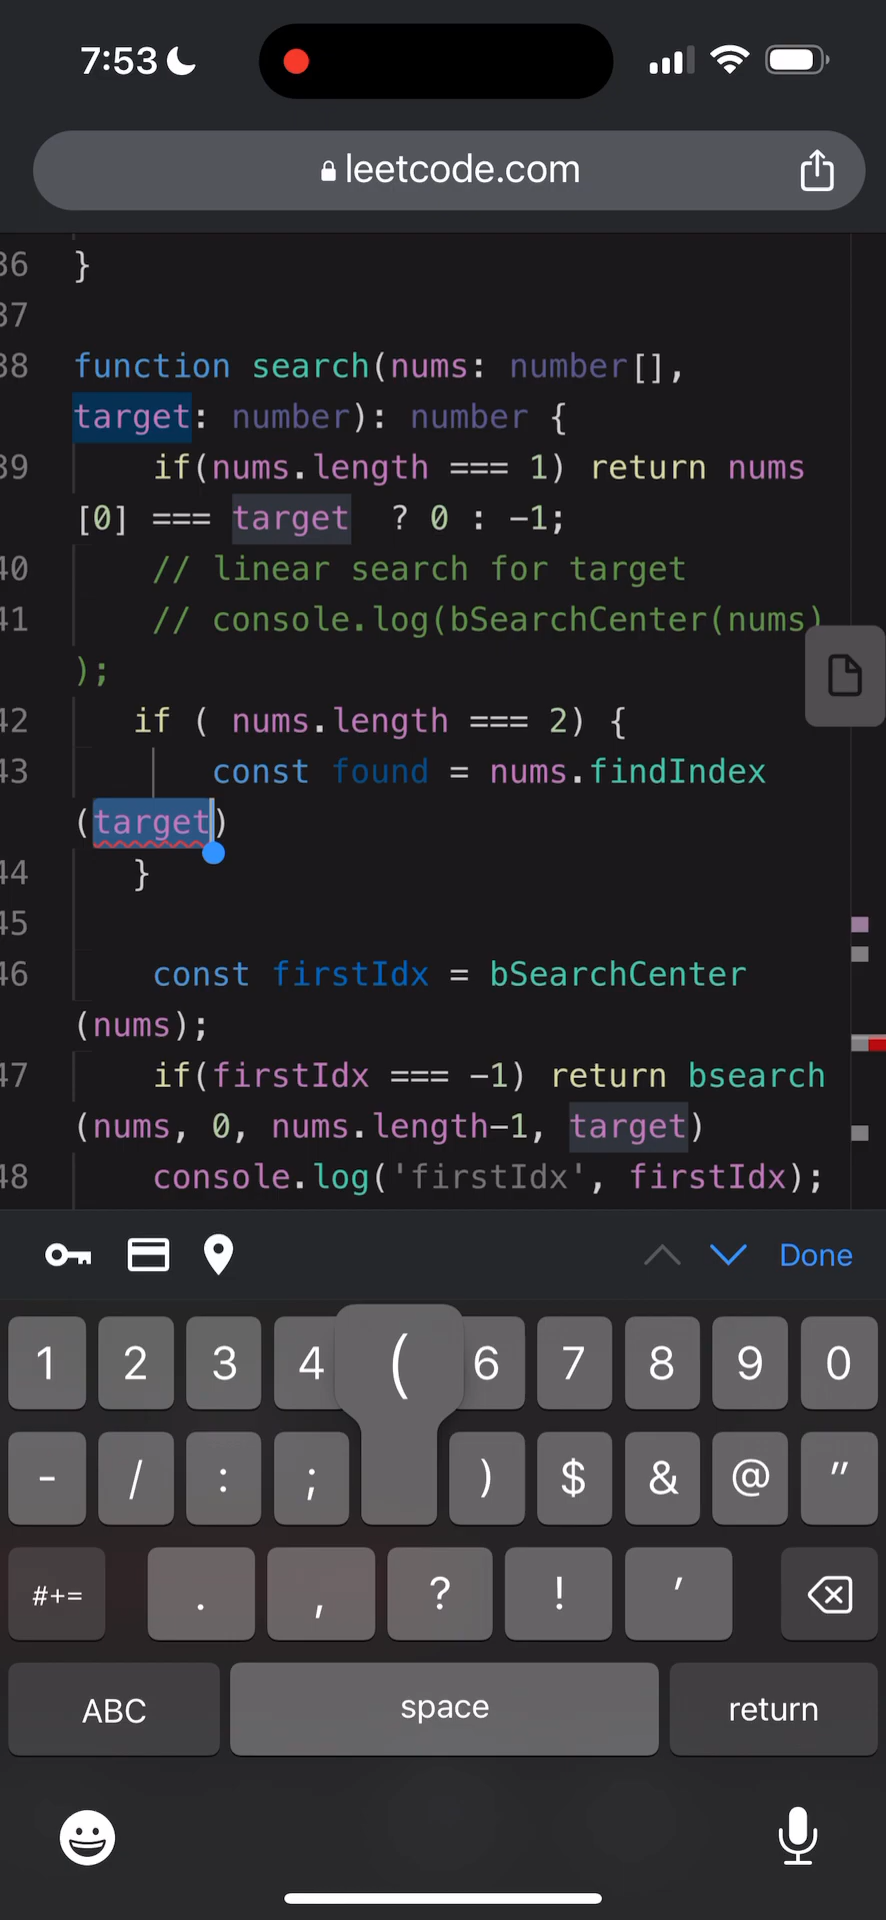 7:53
leetcode.com
36 }
37
38 function search(nums: number[],
target: number): number {
39 if(nums.length === 1) return nums
[0] === target ? 0 : -1;
40 // linear search for target
41 // console.log(bSearchCenter(nums)
);
42 if ( nums.length === 2) {
43 const found = nums.findIndex
(target)
44 }
45
46 const firstIdx = bSearchCenter
(nums);
47 if(firstIdx === -1) return bsearch
(nums, 0, nums.length-1, target)
48 console.log('firstIdx', firstIdx);
Done
1 2 3 4 ( 6 7 8 9 0
- / : ; ) $ & @ "
#+= . , ? ! '
ABC space return